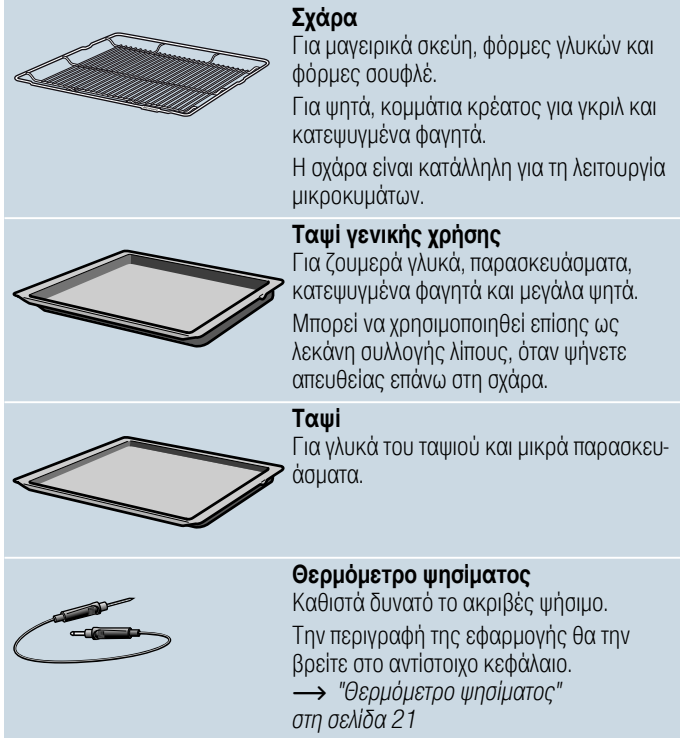 Σχάρα
Για μαγειρικά σκεύη, φόρμες γλυκών και
φόρμες σουφλέ.
Για ψητά, κομμάτια κρέατος για γκριλ και
κατεψυγμένα φαγητά.
Η σχάρα είναι κατάλληλη για τη λειτουργία
μικροκυμάτων.
Ταψί γενικής χρήσης
Για ζουμερά γλυκά, παρασκευάσματα,
κατεψυγμένα φαγητά και μεγάλα ψητά.
Μπορεί να χρησιμοποιηθεί επίσης ως
λεκάνη συλλογής λίπους, όταν ψήνετε
απευθείας επάνω στη σχάρα.
Ταψί
Για γλυκά του ταψιού και μικρά παρασκευ-
άσματα.
Θερμόμετρο ψησίματος
Καθιστά δυνατό το ακριβές ψήσιμο.
Την περιγραφή της εφαρμογής θα την
βρείτε στο αντίστοιχο κεφάλαιο.
⟶ "Θερμόμετρο ψησίματος"
στη σελίδα 21